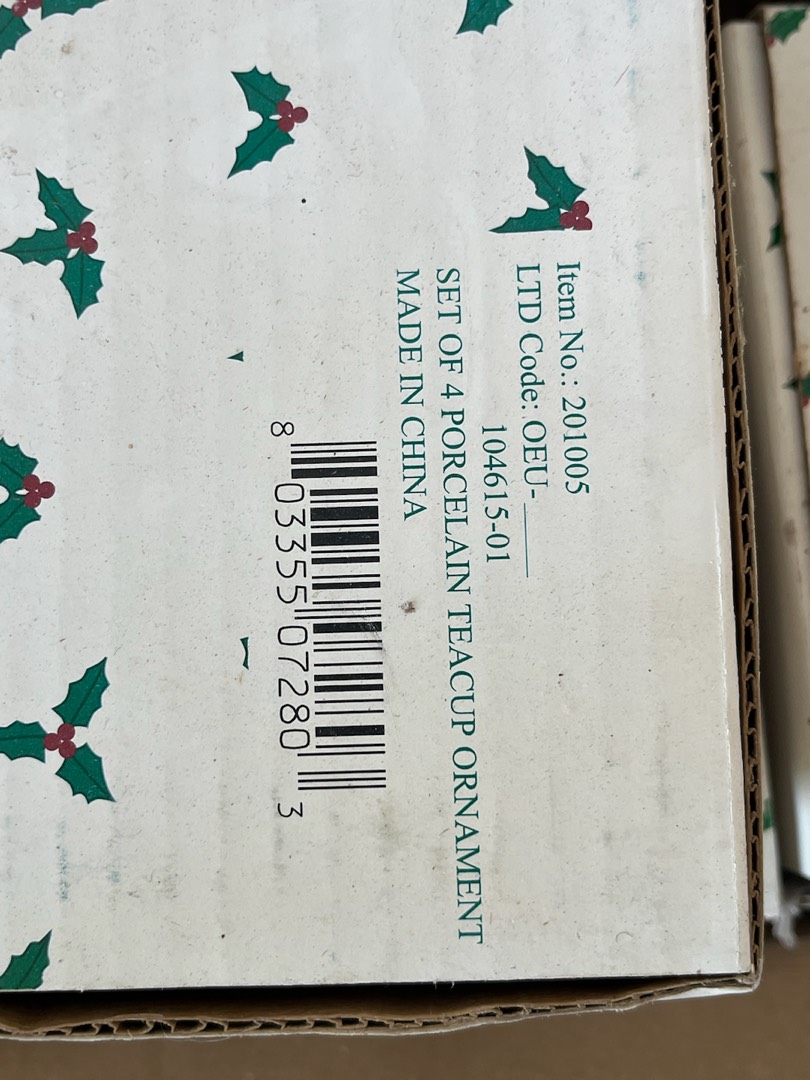 Item No.: 201005
LTD Code: OEU-____
104615-01
SET OF 4 PORCELAIN TEACUP ORNAMENT
MADE IN CHINA
8 03355 07280 3